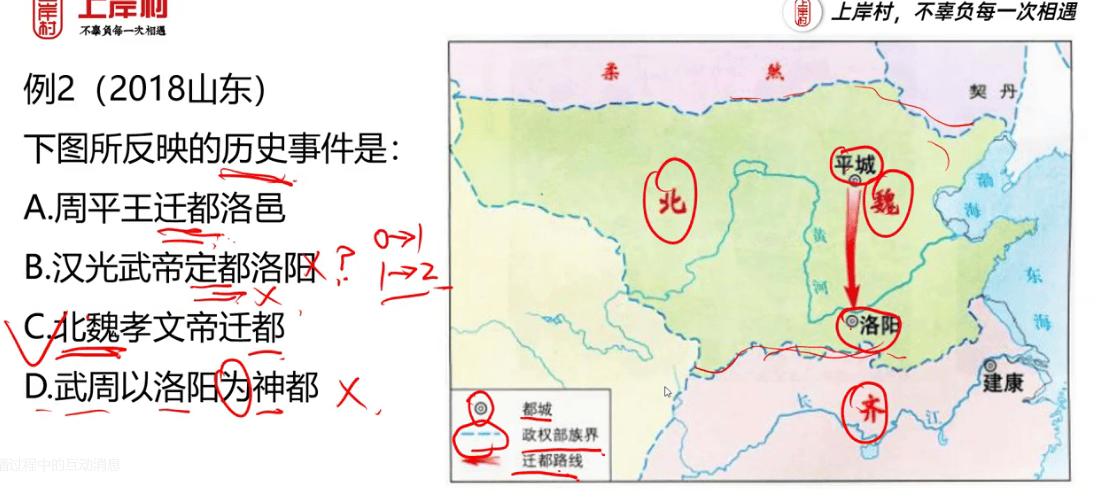 上岸村
上岸村
不辜负每一次相遇
上岸村,不辜负每一次相遇
例2（2018山东）
下图所反映的历史事件是：
A.周平王迁都洛邑
B.汉光武帝定都洛阳
×?
0→1
1→2
×
C.北魏孝文帝迁都
D.武周以洛阳为神都
×
柔然
契丹
平城
北魏
渤海
黄河
东海
洛阳
建康
齐
长江
都城
政权部族界
迁都路线
过程中的互动消息